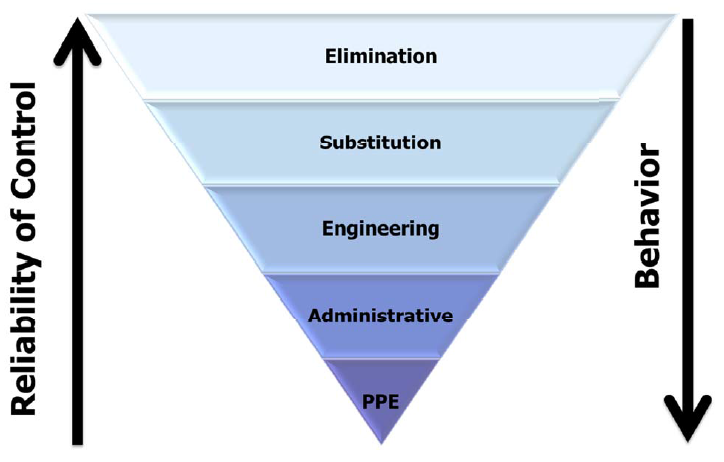 Reliability of Control
Elimination
Substitution
Engineering
Administrative
PPE
Behavior